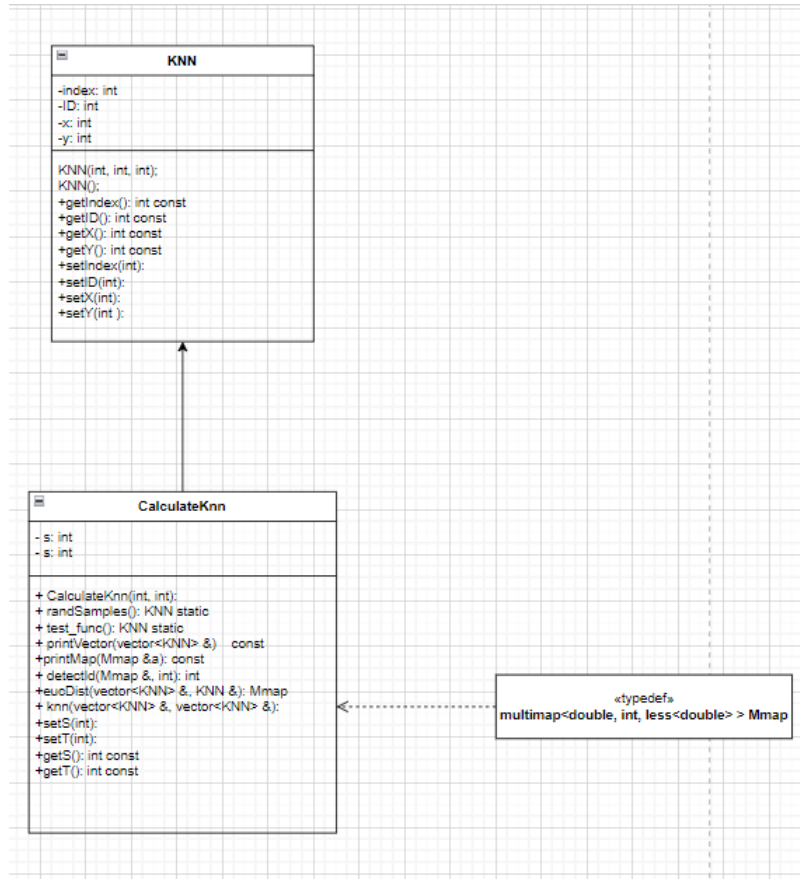 KNN
-index: int
-ID: int
-x: int
-y: int
KNN(int, int, int);
KNN();
+getIndex(): int const
+getID(): int const
+getX(): int const
+getY(): int const
+setIndex(int):
+setID(int):
+setX(int):
+setY(int ):
CalculateKnn
- s: int
- s: int
+ CalculateKnn(int, int):
+ randSamples(): KNN static
+ test_func(): KNN static
+ printVector(vector<KNN> &) const
+printMap(Mmap &a): const
+ detectId(Mmap &, int): int
+eucDist(vector<KNN> &, KNN &): Mmap
+ knn(vector<KNN> &, vector<KNN> &):
+setS(int):
+setT(int):
+getS(): int const
+getT(): int const
«typedef»
multimap<double, int, less<double> > Mmap